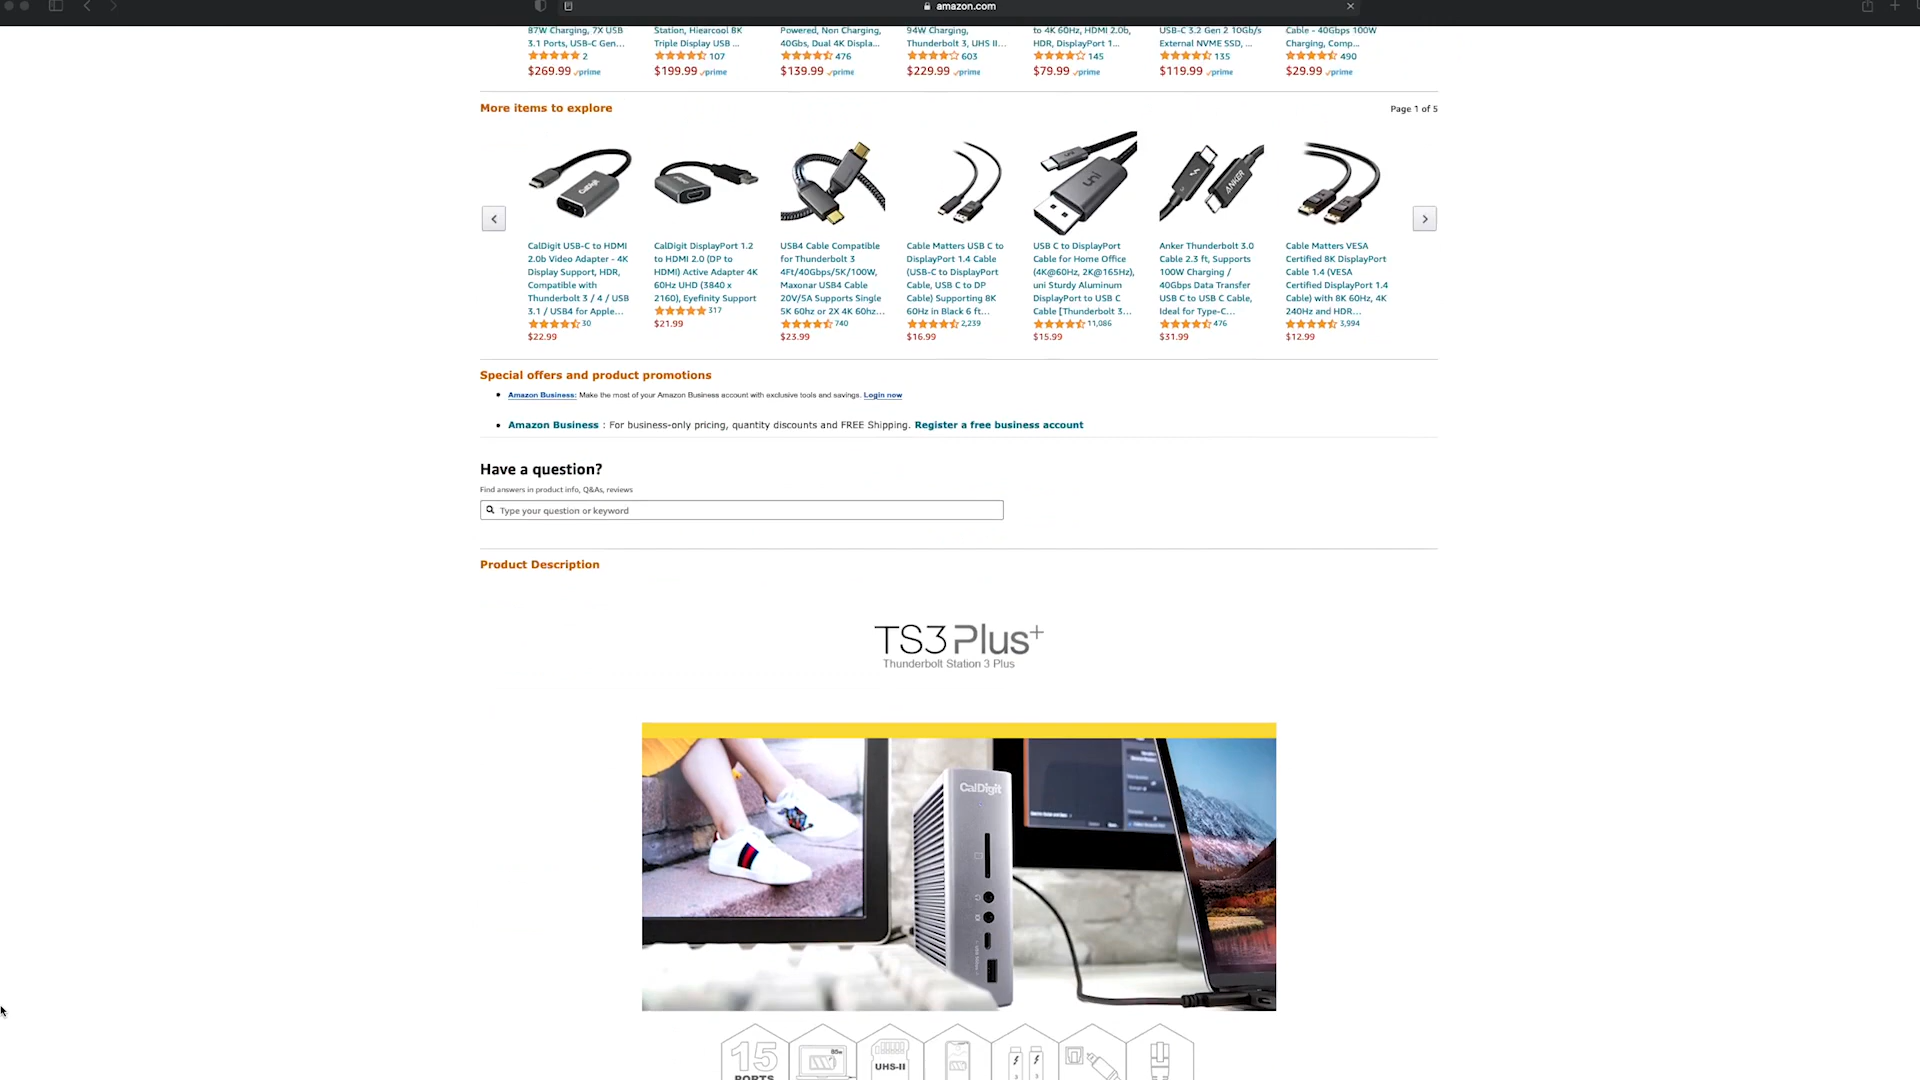 amazon.com
87W Charging, 7X USB
3.1 Ports, USB-C Gen...
2
$269.99 prime
Station, Hiearcool 8K
Triple Display USB ...
107
$199.99 prime
Powered, Non Charging,
40Gbs, Dual 4K Displa...
476
$139.99 prime
94W Charging,
Thunderbolt 3, UHS II...
603
$229.99 prime
to 4K 60Hz, HDMI 2.0b,
HDR, DisplayPort 1...
145
$79.99 prime
USB-C 3.2 Gen 2 10Gb/s
External NVME SSD, ...
135
$119.99 prime
Cable - 40Gbps 100W
Charging, Comp...
490
$29.99 prime
More items to explore
Page 1 of 5
CalDigit
uni
ANKER
CalDigit USB-C to HDMI
2.0b Video Adapter - 4K
Display Support, HDR,
Compatible with
Thunderbolt 3 / 4 / USB
3.1 / USB4 for Apple...
30
$22.99
CalDigit DisplayPort 1.2
to HDMI 2.0 (DP to
HDMI) Active Adapter 4K
60Hz UHD (3840 x
2160), Eyefinity Support
317
$21.99
USB4 Cable Compatible
for Thunderbolt 3
4Ft/40Gbps/5K/100W,
Maxonar USB4 Cable
20V/5A Supports Single
5K 60hz or 2X 4K 60hz...
740
$23.99
Cable Matters USB C to
DisplayPort 1.4 Cable
(USB-C to DisplayPort
Cable, USB C to DP
Cable) Supporting 8K
60Hz in Black 6 ft...
2,239
$16.99
USB C to DisplayPort
Cable for Home Office
(4K@60Hz, 2K@165Hz),
uni Sturdy Aluminum
DisplayPort to USB C
Cable [Thunderbolt 3...
11,086
$15.99
Anker Thunderbolt 3.0
Cable 2.3 ft, Supports
100W Charging /
40Gbps Data Transfer
USB C to USB C Cable,
Ideal for Type-C...
476
$31.99
Cable Matters VESA
Certified 8K DisplayPort
Cable 1.4 (VESA
Certified DisplayPort 1.4
Cable) with 8K 60Hz, 4K
240Hz and HDR...
3,994
$12.99
Special offers and product promotions
Amazon Business: Make the most of your Amazon Business account with exclusive tools and savings. Login now
Amazon Business : For business-only pricing, quantity discounts and FREE Shipping. Register a free business account
Have a question?
Find answers in product info, Q&As, reviews
Type your question or keyword
Product Description
TS3 Plus+
Thunderbolt Station 3 Plus
CalDigit
15
PORTS
UHS-II
3
3